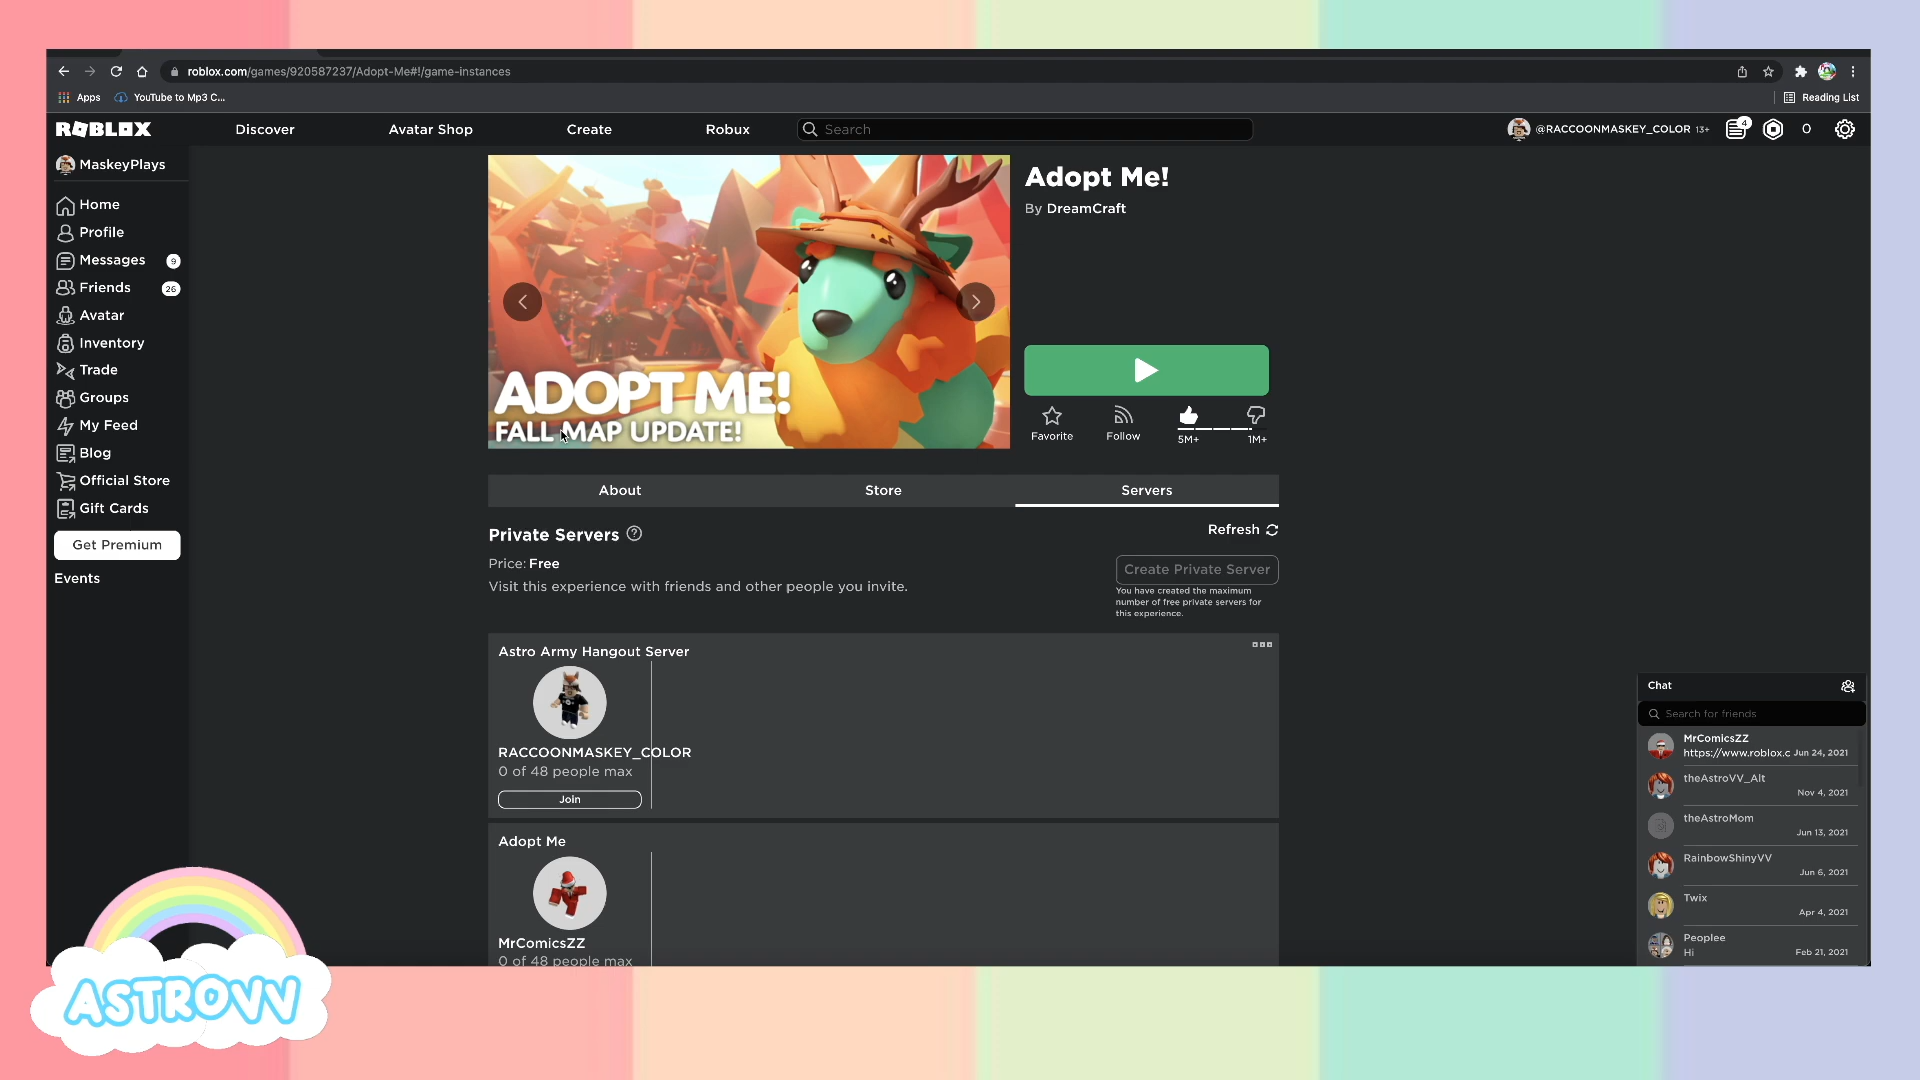 roblox.com/games/920587237/Adopt-Me#!/game-instances
Apps
YouTube to Mp3 C...
Reading List
ROBLOX
Discover
Avatar Shop
Create
Robux
Search
@RACCOONMASKEY_COLOR 13+
4
0
MaskeyPlays
Home
Profile
Messages 9
Friends 26
Avatar
Inventory
Trade
Groups
My Feed
Blog
Official Store
Gift Cards
Get Premium
Events
ADOPT ME!
FALL MAP UPDATE!
Adopt Me!
By DreamCraft
Favorite
Follow
5M+
1M+
About
Store
Servers
Private Servers
Refresh
Price: Free
Visit this experience with friends and other people you invite.
Create Private Server
You have created the maximum
number of free private servers for
this experience.
Astro Army Hangout Server
RACCOONMASKEY_COLOR
0 of 48 people max
Join
Adopt Me
MrComicsZZ
0 of 48 people max
Chat
Search for friends
MrComicsZZ
https://www.roblox.c Jun 24, 2021
theAstroVV_Alt
Nov 4, 2021
theAstroMom
Jun 13, 2021
RainbowShinyVV
Jun 6, 2021
Twix
Apr 4, 2021
Peoplee
Hi Feb 21, 2021
ASTROVV